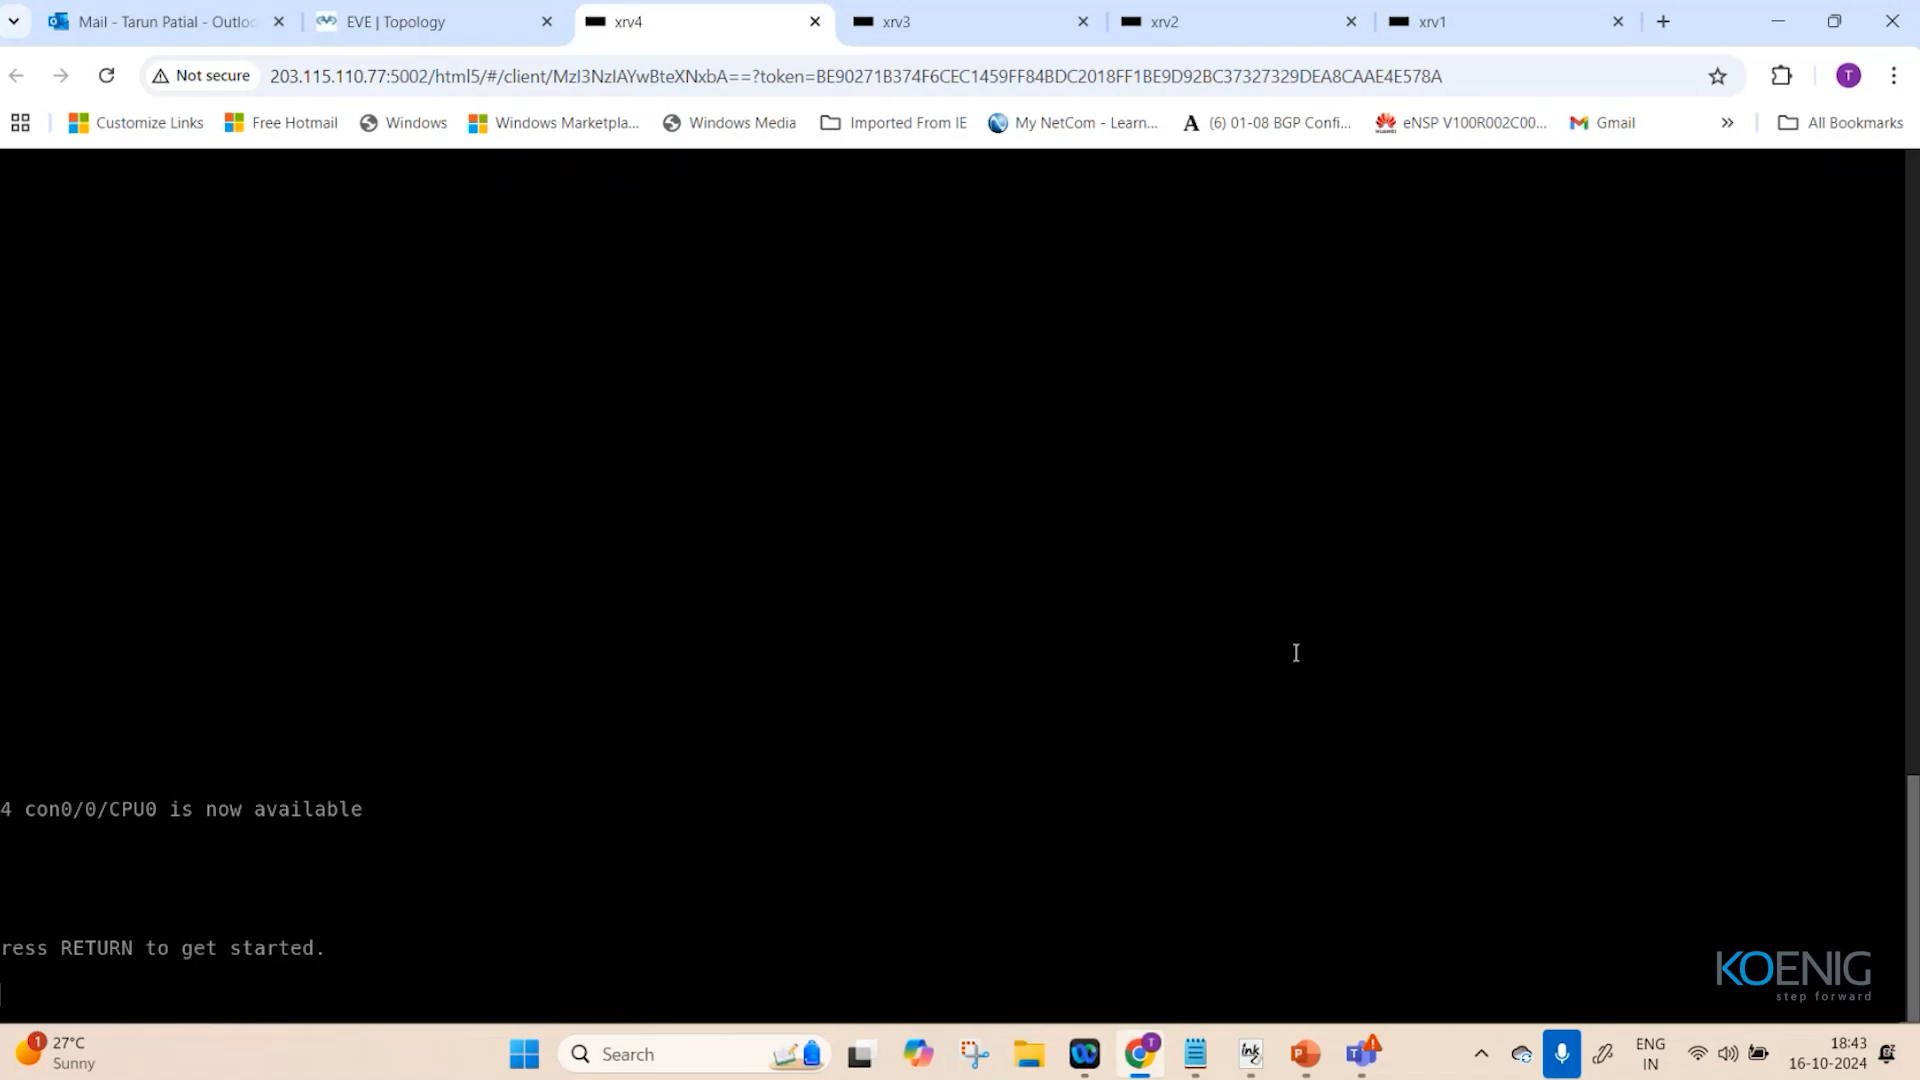 Mail - Tarun Patial - Outloo
EVE | Topology
xrv4
xrv3
xrv2
xrv1
Not secure
203.115.110.77:5002/html5/#/client/MzI3NzIAYwBteXNxbA==?token=BE90271B374F6CEC1459FF84BDC2018FF1BE9D92BC37327329DEA8CAAE4E578A
T
Customize Links
Free Hotmail
Windows
Windows Marketpla...
Windows Media
Imported From IE
My NetCom - Learn...
(6) 01-08 BGP Confi...
eNSP V100R002C00...
Gmail
All Bookmarks
4 con0/0/CPU0 is now available
ress RETURN to get started.
KOENIG
step forward
1
27°C
Sunny
Search
ENG
IN
18:43
16-10-2024